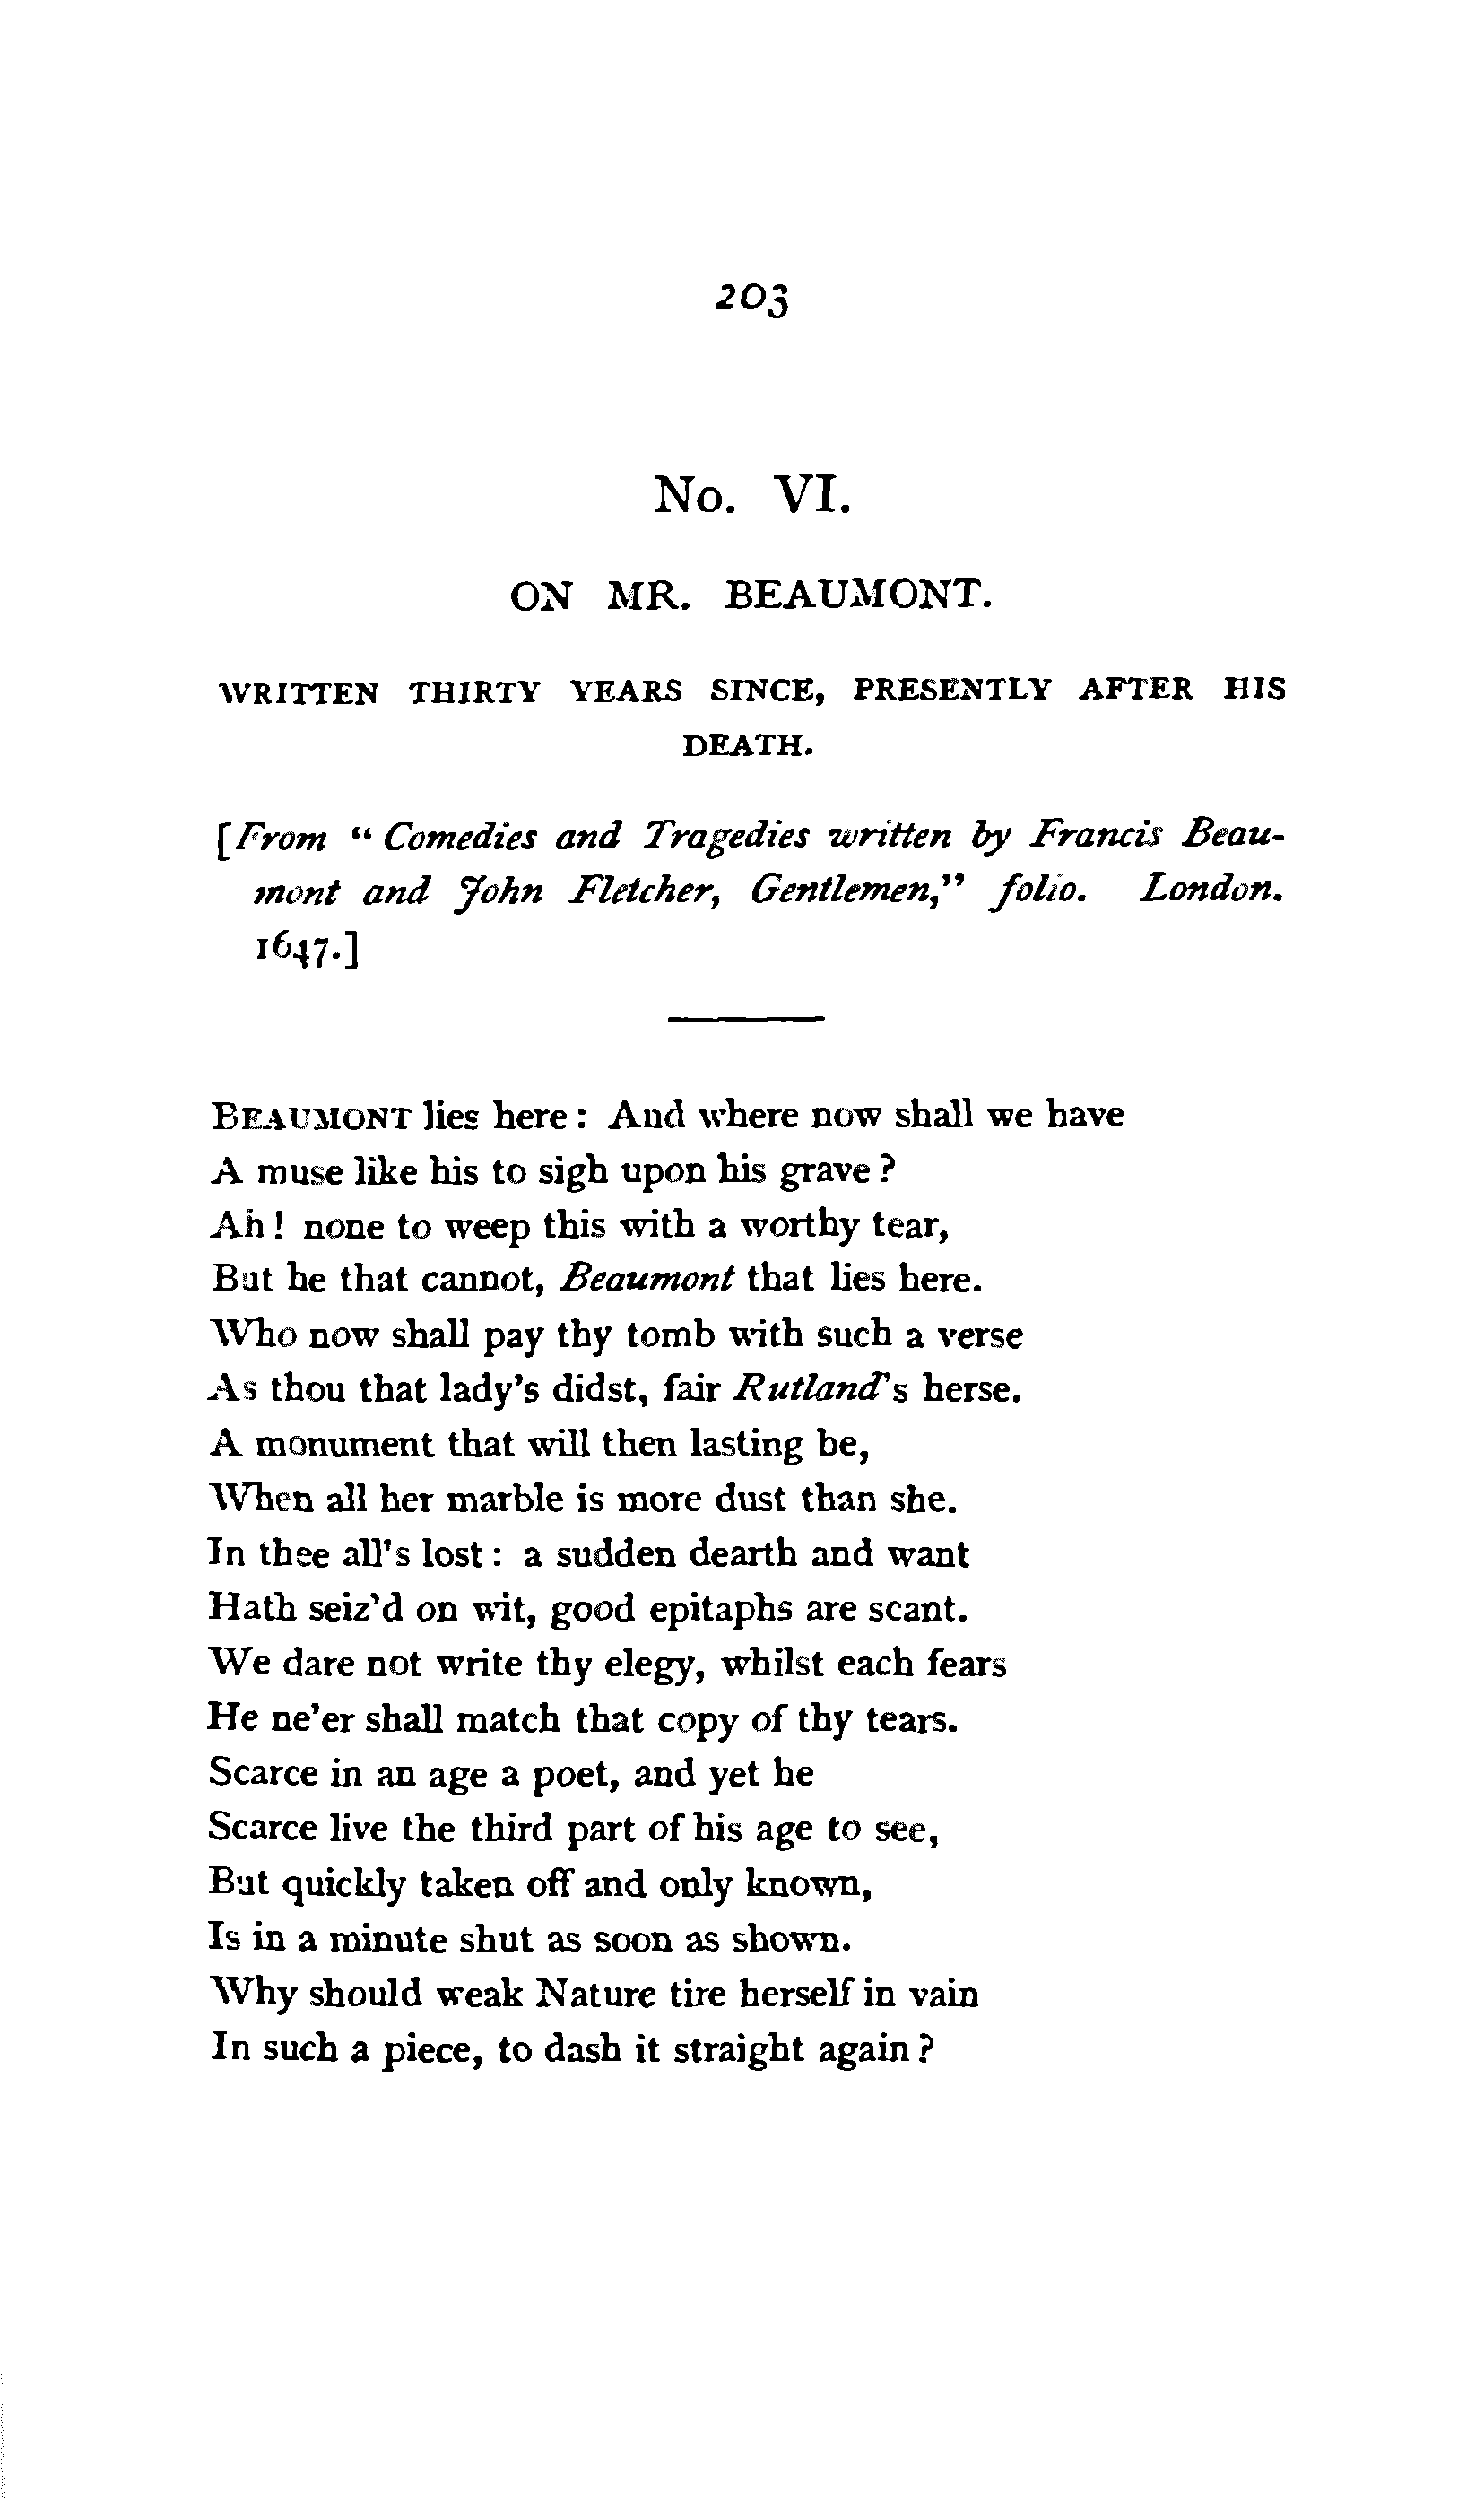 203
No. VI.
ON MR. BEAUMONT.
WRITTEN THIRTY YEARS SINCE, PRESENTLY AFTER HIS
DEATH.
[From “ Comedies and Tragedies written by Francis Beau-
mont and John Fletcher, Gentlemen,” folio. London.
1647.]
BEAUMONT lies here : And where now shall we have
A muse like his to sigh upon his grave ?
Ah ! none to weep this with a worthy tear,
But he that cannot, Beaumont that lies here.
Who now shall pay thy tomb with such a verse
As thou that lady's didst, fair Rutland's herse.
A monument that will then lasting be,
When all her marble is more dust than she.
In thee all's lost : a sudden dearth and want
Hath seiz'd on wit, good epitaphs are scant.
We dare not write thy elegy, whilst each fears
He ne'er shall match that copy of thy tears.
Scarce in an age a poet, and yet he
Scarce live the third part of his age to see,
But quickly taken off and only known,
Is in a minute shut as soon as shown.
Why should weak Nature tire herself in vain
In such a piece, to dash it straight again ?